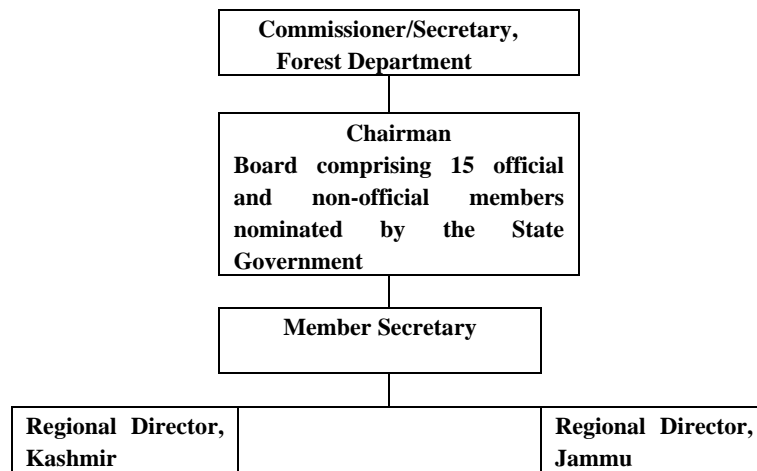 Commissioner/Secretary,
Forest Department
Chairman
Board comprising 15 official
and non-official members
nominated by the State
Government
Member Secretary
Regional Director,
Kashmir
Regional Director,
Jammu